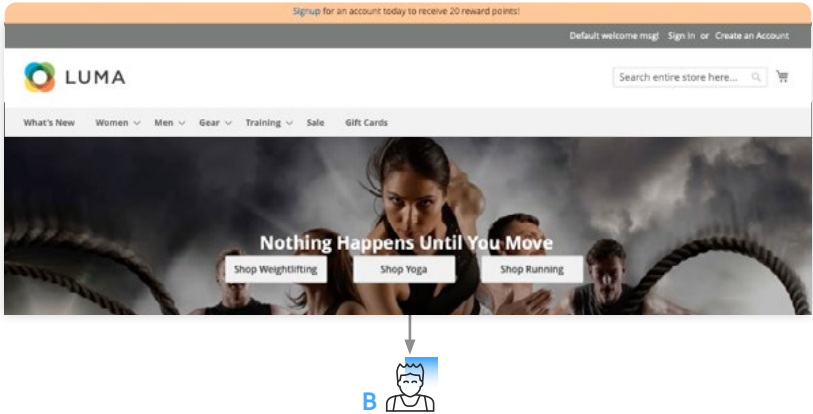 Signup for an account today to receive 20 reward points!
Default welcome msg! Sign In or Create an Account
LUMA
Search entire store here...
What's New Women Men Gear Training Sale Gift Cards
Nothing Happens Until You Move
Shop Weightlifting Shop Yoga Shop Running
B